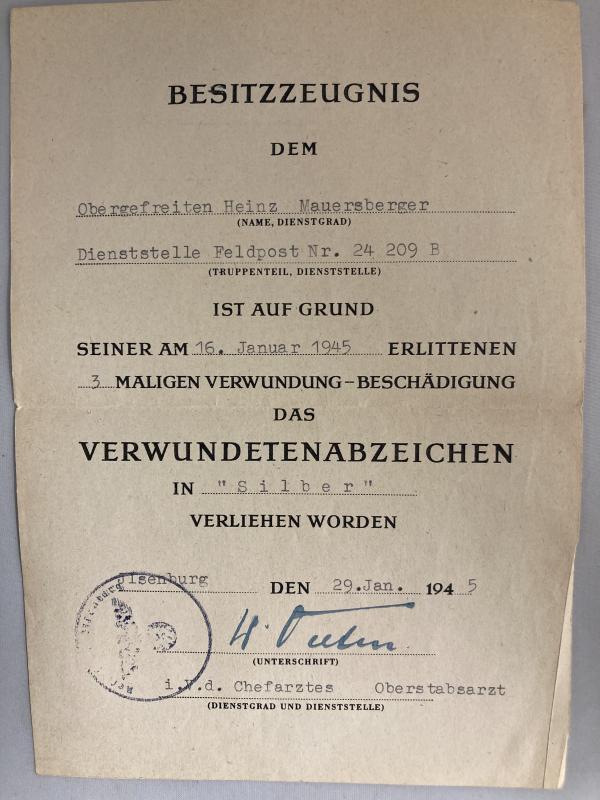 BESITZZEUGNIS
DEM
Obergefreiten Heinz Mauersberger
(NAME, DIENSTGRAD)
Dienststelle Feldpost Nr. 24 209 B
(TRUPPENTEIL, DIENSTSTELLE)
IST AUF GRUND
SEINER AM 16. Januar 1945 ERLITTENEN
3 MALIGEN VERWUNDUNG – BESCHÄDIGUNG
DAS
VERWUNDETENABZEICHEN
IN "Silber"
VERLIEHEN WORDEN
Ilsenburg DEN 29.Jan. 1945
(UNTERSCHRIFT)
i.V.d. Chefarztes Oberstabsarzt
(DIENSTGRAD UND DIENSTSTELLE)